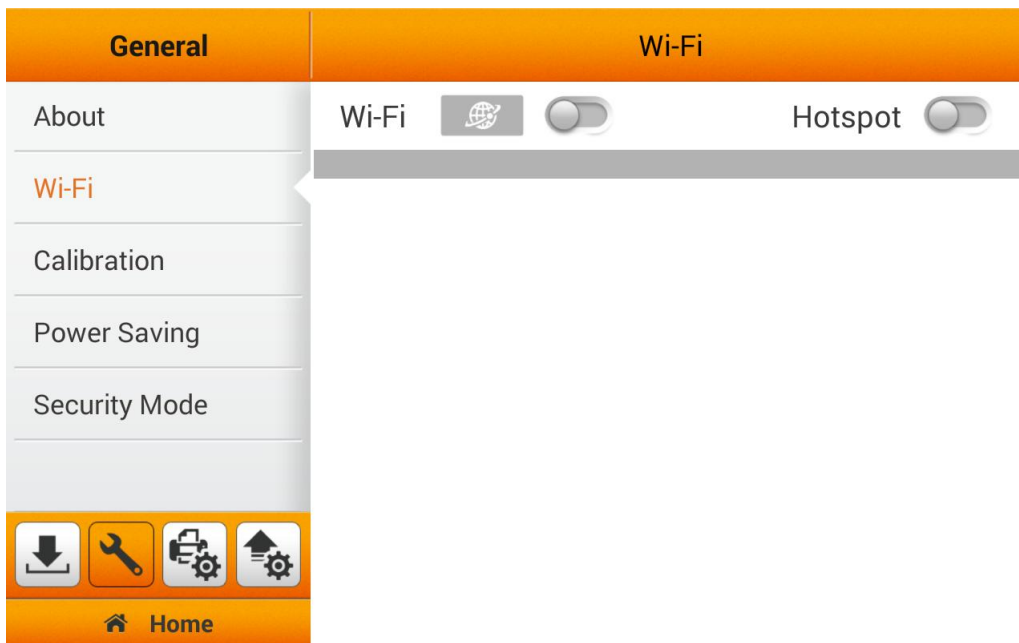 General
Wi-Fi
About
Wi-Fi
Calibration
Power Saving
Security Mode
Home
Wi-Fi
Hotspot